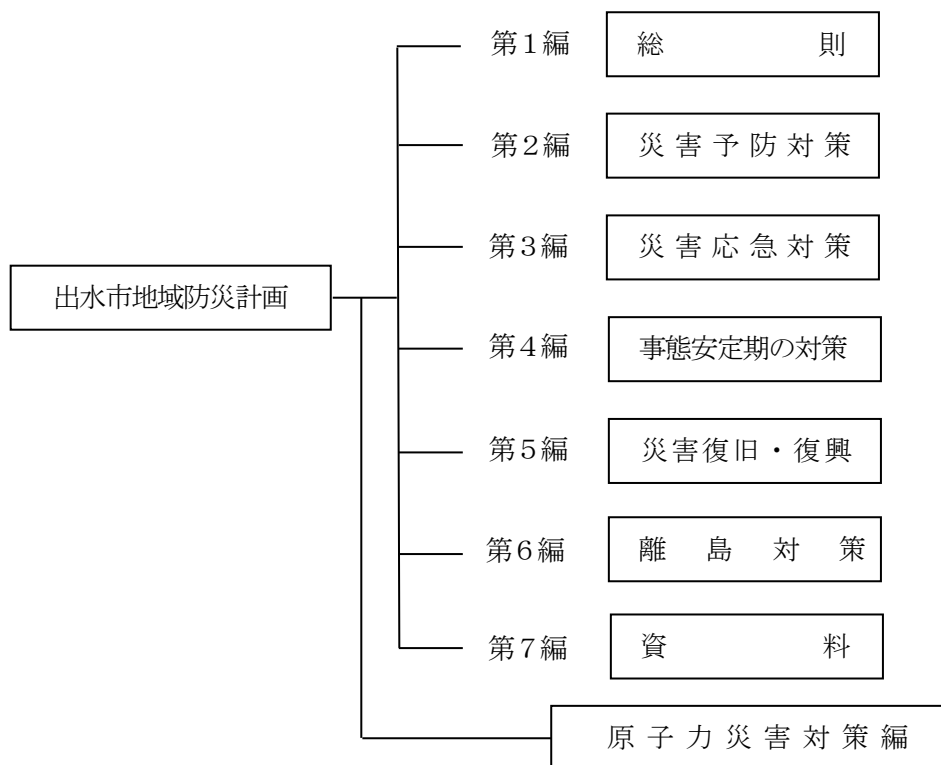 第1編 総則
第2編 災害予防対策
第3編 災害応急対策
出水市地域防災計画
第4編 事態安定期の対策
第5編 災害復旧・復興
第6編 離島対策
第7編 資料
原子力災害対策編